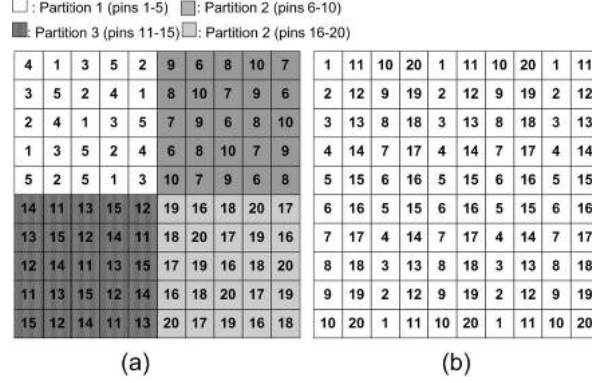 : Partition 1 (pins 1-5) : Partition 2 (pins 6-10)
: Partition 3 (pins 11-15) : Partition 2 (pins 16-20)
4 1 3 5 2 9 6 8 10 7 1 11 10 20 1 11 10 20 1 11
3 5 2 4 1 8 10 7 9 6 2 12 9 19 2 12 9 19 2 12
2 4 1 3 5 7 9 6 8 10 3 13 8 18 3 13 8 18 3 13
1 3 5 2 4 6 8 10 7 9 4 14 7 17 4 14 7 17 4 14
5 2 5 1 3 10 7 9 6 8 5 15 6 16 5 15 6 16 5 15
14 11 13 15 12 19 16 18 20 17 6 16 5 15 6 16 5 15 6 16
13 15 12 14 11 18 20 17 19 16 7 17 4 14 7 17 4 14 7 17
12 14 11 13 15 17 19 16 18 20 8 18 3 13 8 18 3 13 8 18
11 13 15 12 14 16 18 20 17 19 9 19 2 12 9 19 2 12 9 19
15 12 14 11 13 20 17 19 16 18 10 20 1 11 10 20 1 11 10 20
(a) (b)